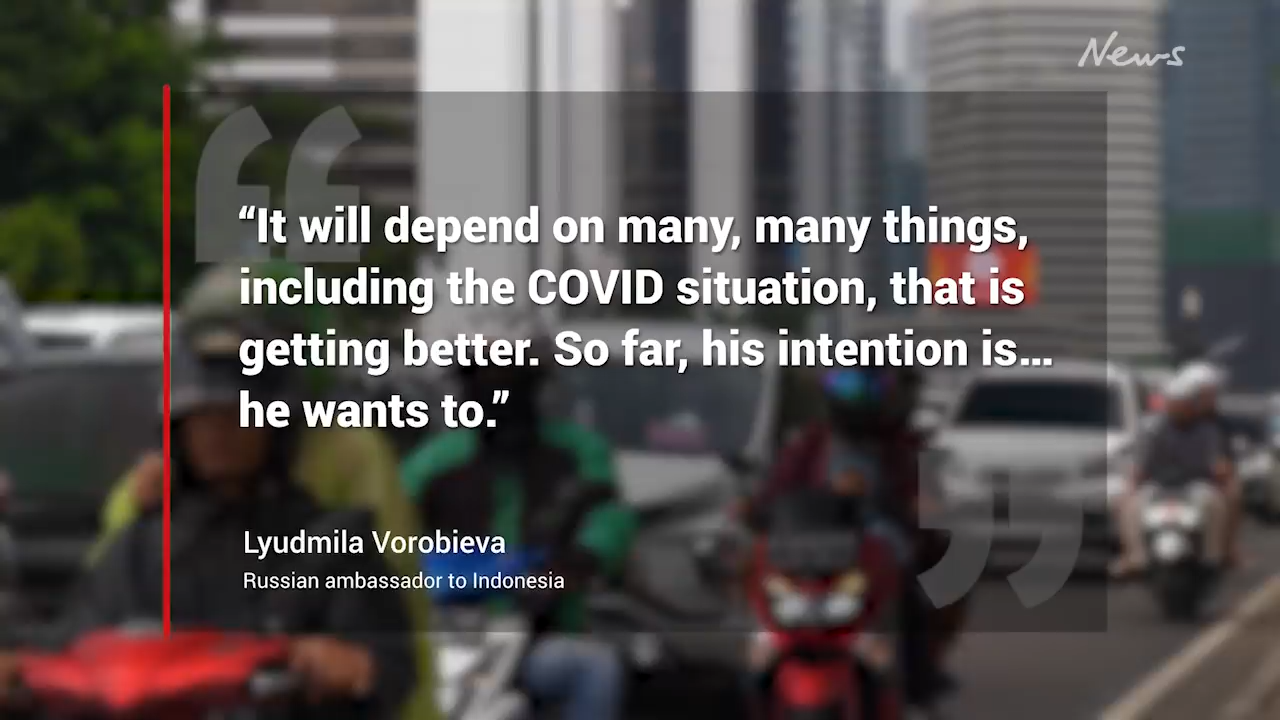 News
“It will depend on many, many things,
including the COVID situation, that is
getting better. So far, his intention is...
he wants to.”
Lyudmila Vorobieva
Russian ambassador to Indonesia